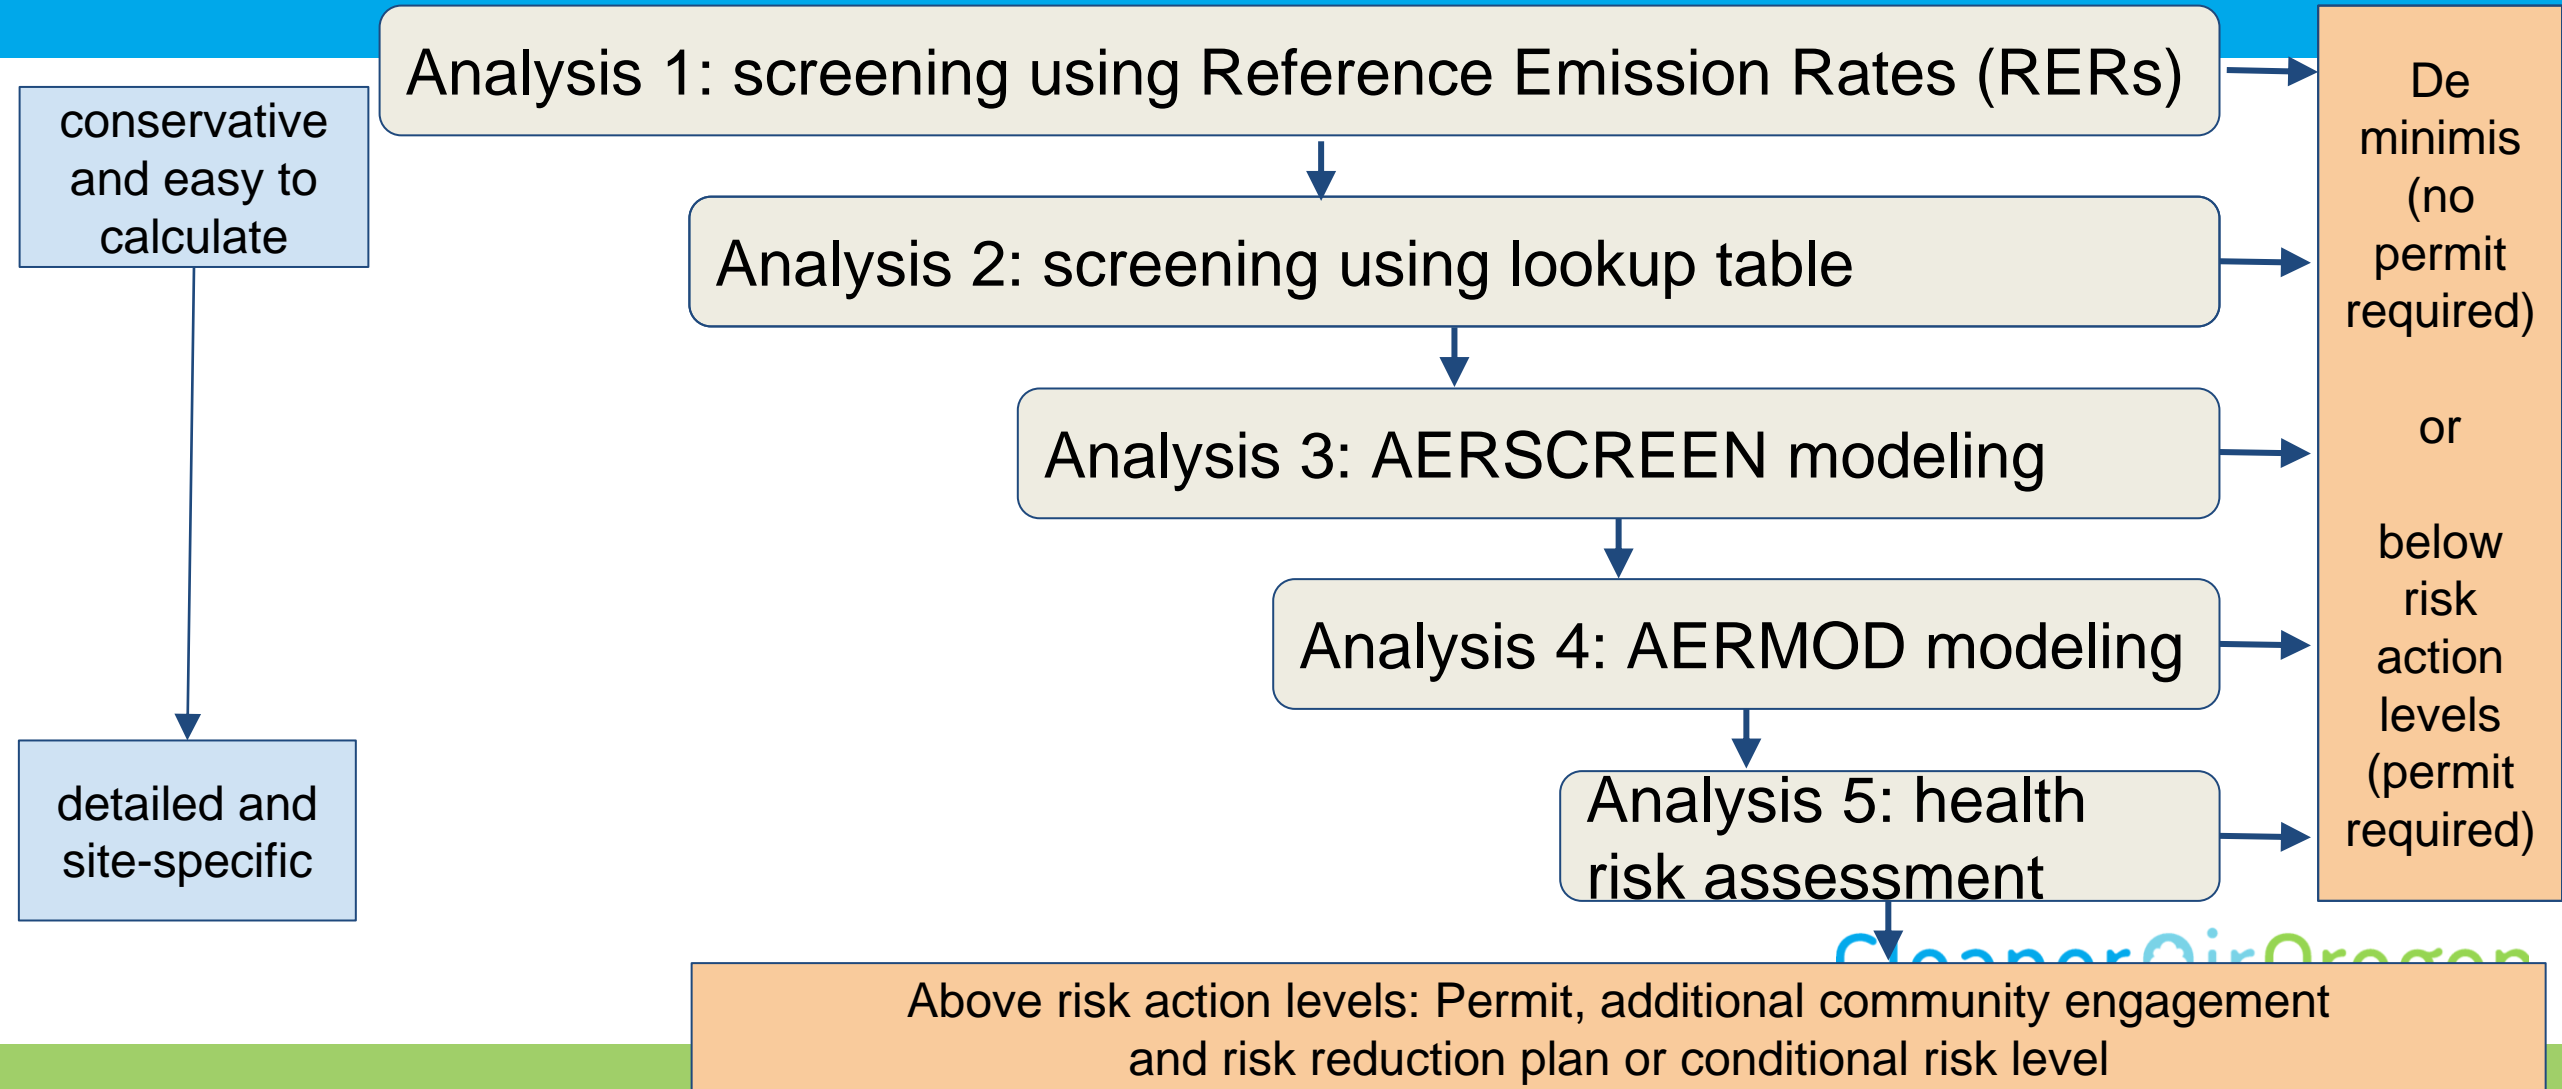 Analysis 1: screening using Reference Emission Rates (RERs)
conservative
and easy to
calculate
Analysis 2: screening using lookup table
Analysis 3: AERSCREEN modeling
Analysis 4: AERMOD modeling
detailed and
site-specific
Analysis 5: health
risk assessment
De
minimis
(no
permit
required)
or
below
risk
action
levels
(permit
required)
CleanerAirOregon
Above risk action levels: Permit, additional community engagement
and risk reduction plan or conditional risk level